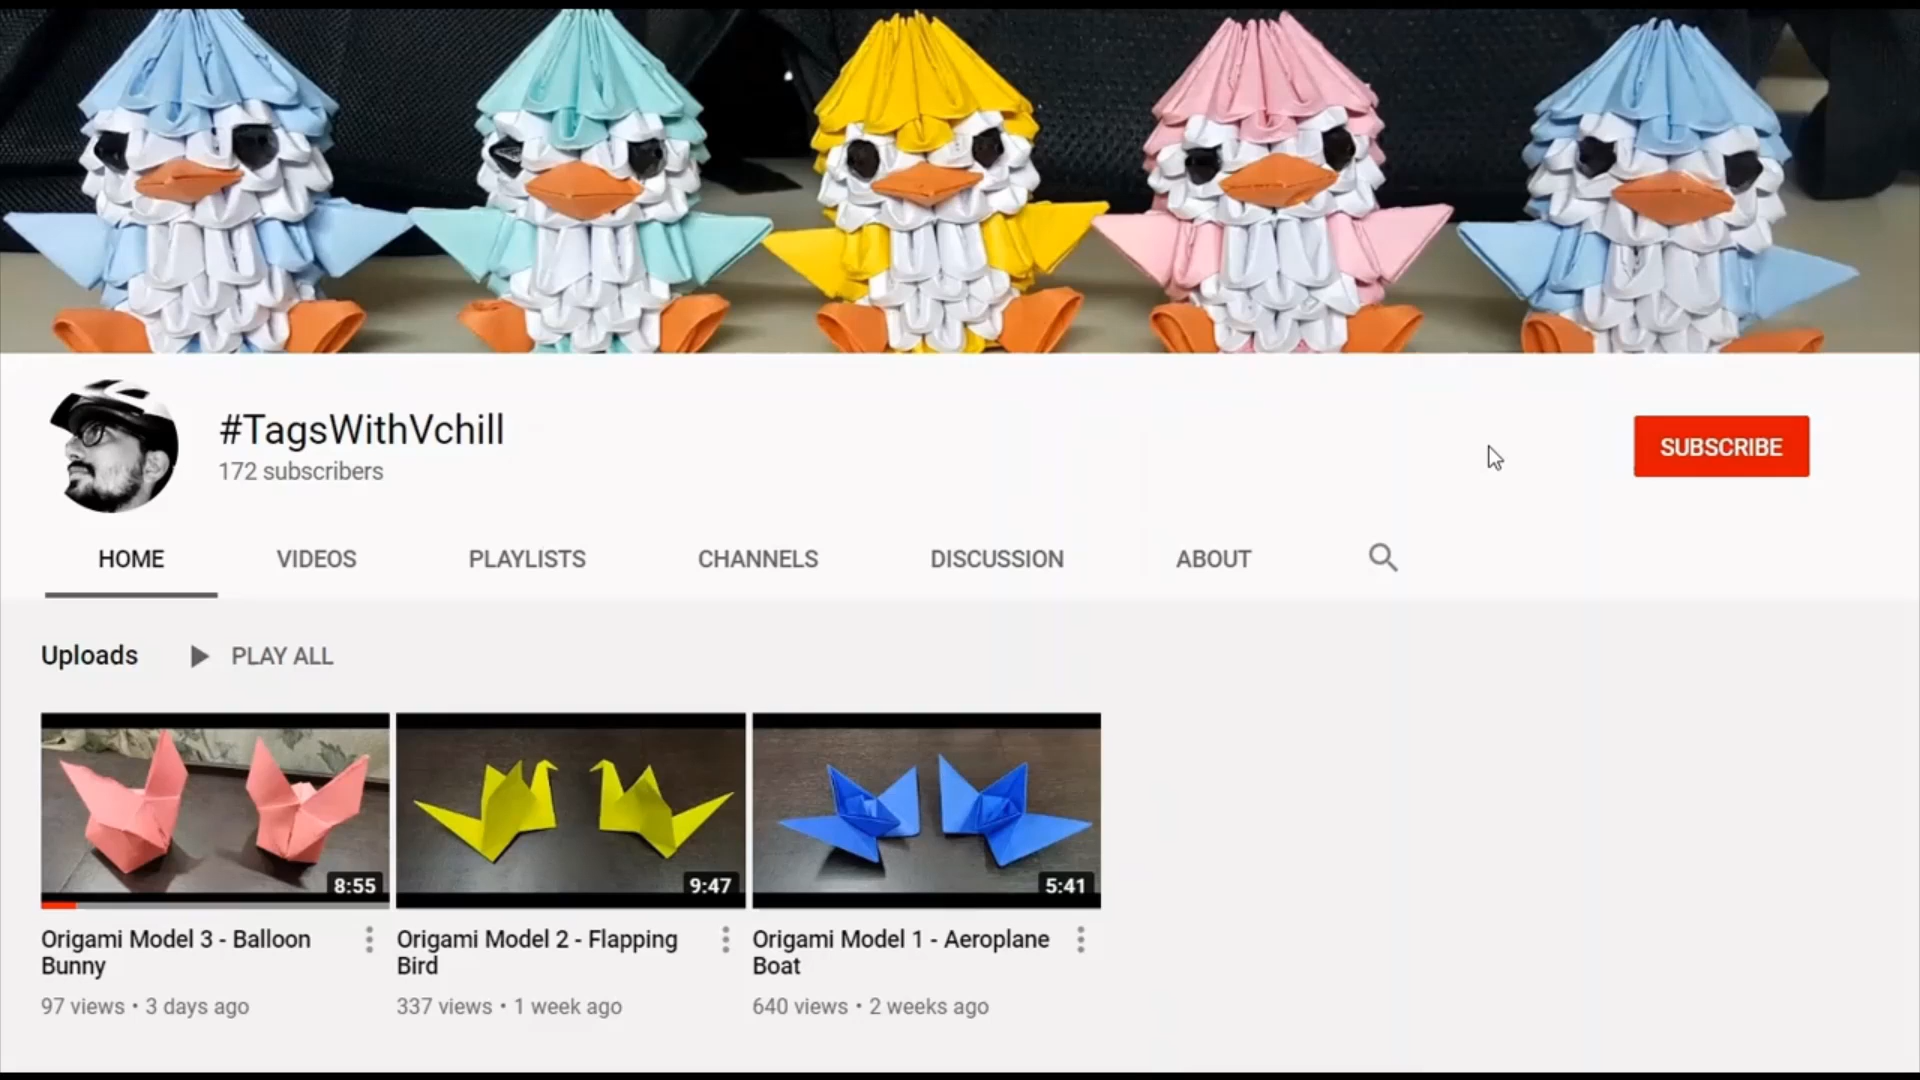 #TagsWithVchill
172 subscribers
SUBSCRIBE
HOME VIDEOS PLAYLISTS CHANNELS DISCUSSION ABOUT
Uploads PLAY ALL
8:55
9:47
5:41
Origami Model 3 - Balloon
Bunny
97 views • 3 days ago
Origami Model 2 - Flapping
Bird
337 views • 1 week ago
Origami Model 1 - Aeroplane
Boat
640 views • 2 weeks ago